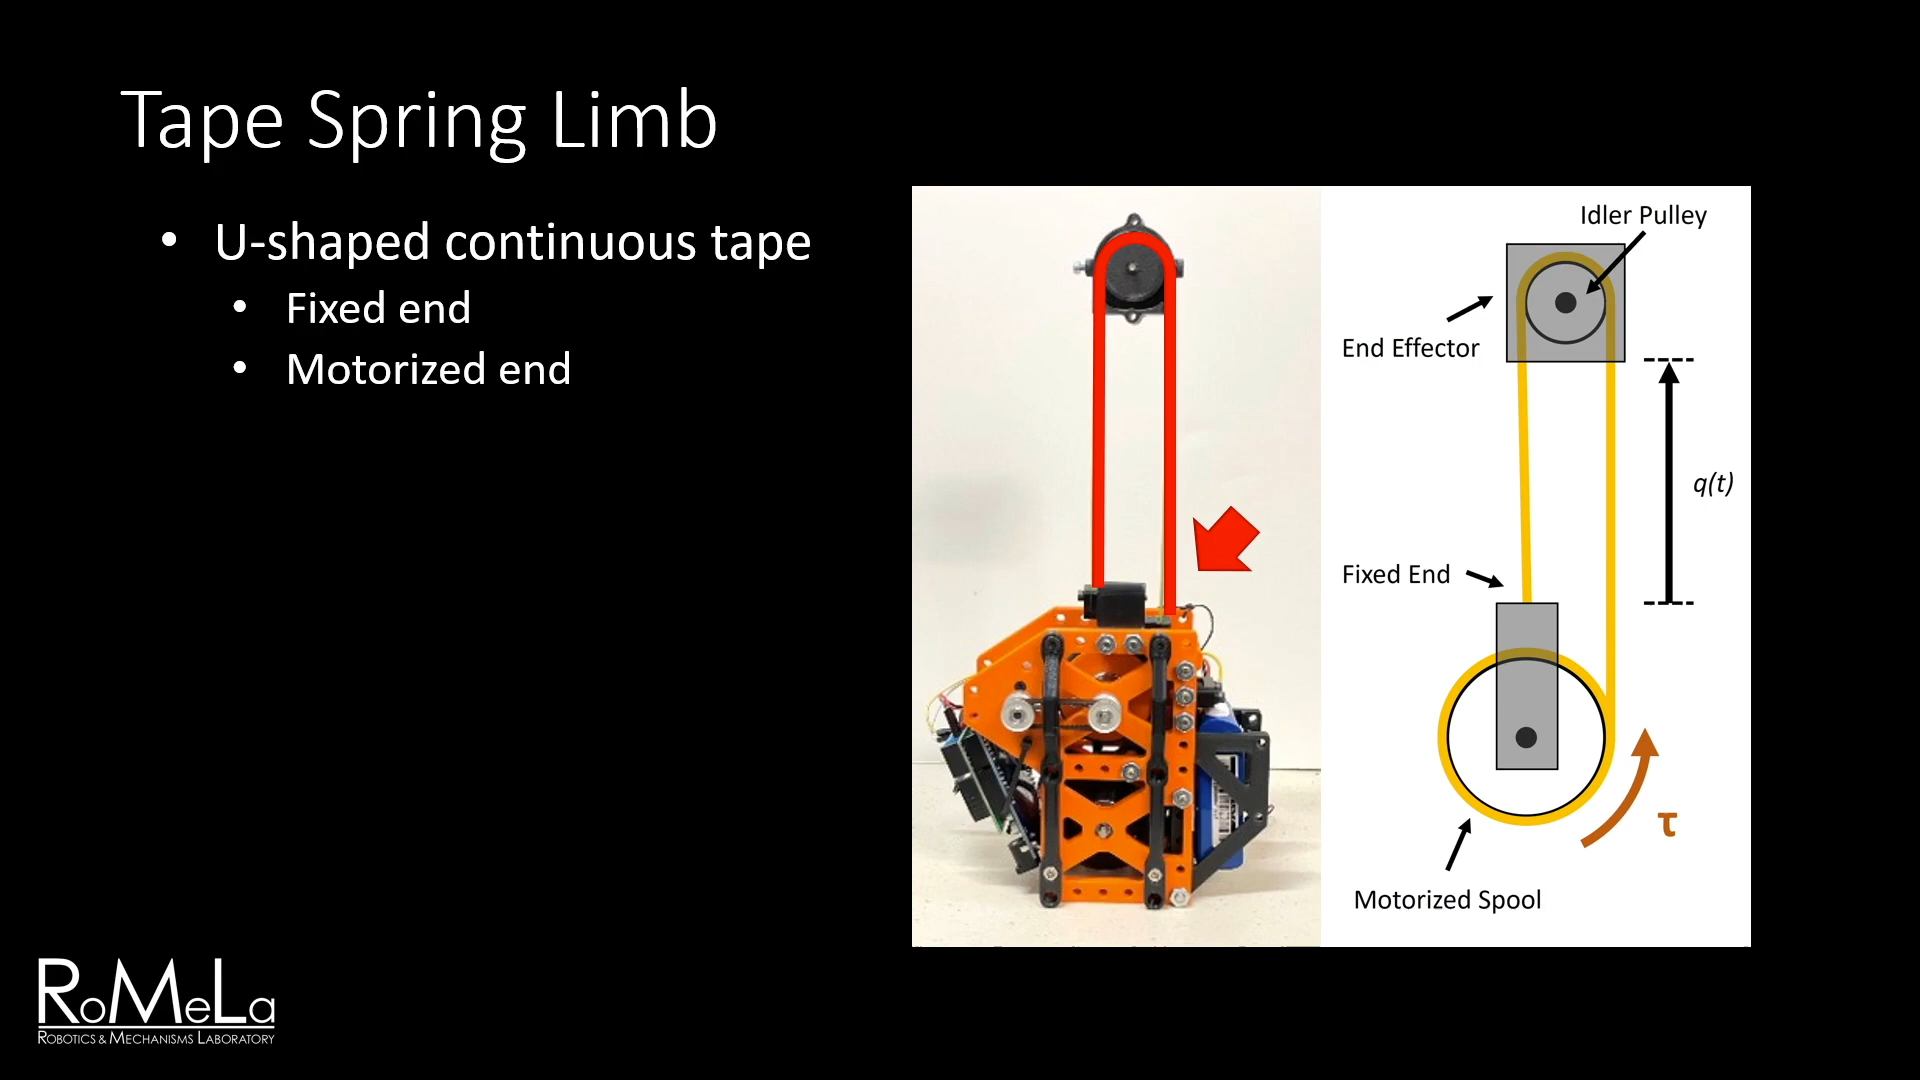 Tape Spring Limb
• U-shaped continuous tape
• Fixed end
• Motorized end
Idler Pulley
End Effector
q(t)
Fixed End
τ
Motorized Spool
RoMeLa
ROBOTICS & MECHANISMS LABORATORY